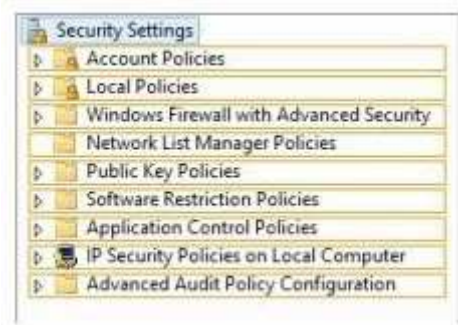 Security Settings
Account Policies
Local Policies
Windows Firewall with Advanced Security
Network List Manager Policies
Public Key Policies
Software Restriction Policies
Application Control Policies
IP Security Policies on Local Computer
Advanced Audit Policy Configuration